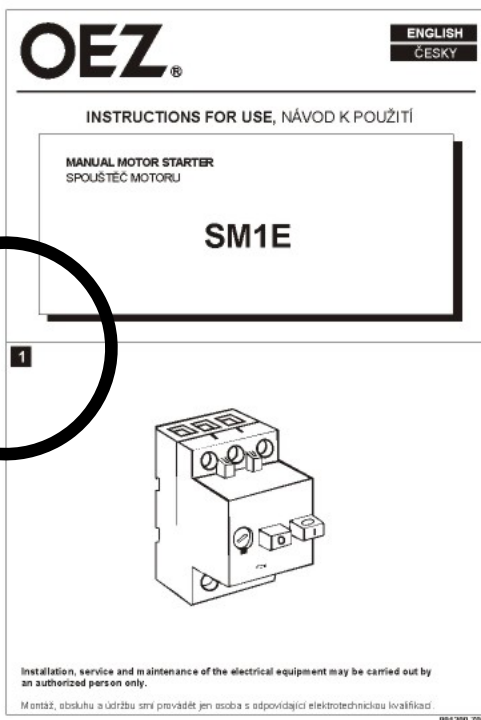 OEZ®
ENGLISH
ČESKY
INSTRUCTIONS FOR USE, NÁVOD K POUŽITÍ
MANUAL MOTOR STARTER
SPOUŠTĚČ MOTORU
SM1E
1
Installation, service and maintenance of the electrical equipment may be carried out by
an authorized person only.
Montáž, obsluhu a údržbu smí provádět jen osoba s odpovídající elektrotechnickou kvalifikací.